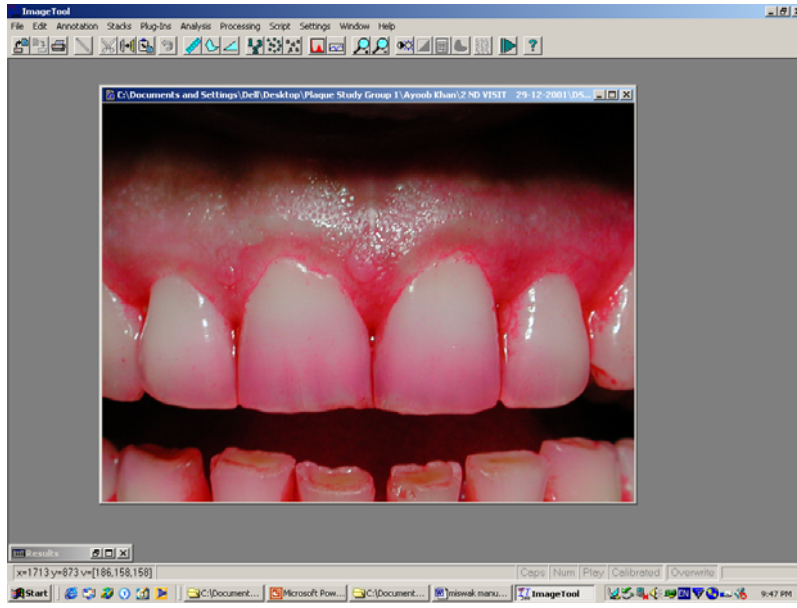 ImageTool
File Edit Annotation Stacks Plug-Ins Analysis Processing Script Settings Window Help
C:\Documents and Settings\Dell\Desktop\Plaque Study Group 1\Ayoob Khan\2 ND VISIT 29-12-2001\DS...
Results
x=1713 y=873 v=[186,158,158]
Caps Num Play Calibrated Overwrite
Start C:\Document... Microsoft Pow... C:\Document... miswak manu... ImageTool EN 9:47 PM